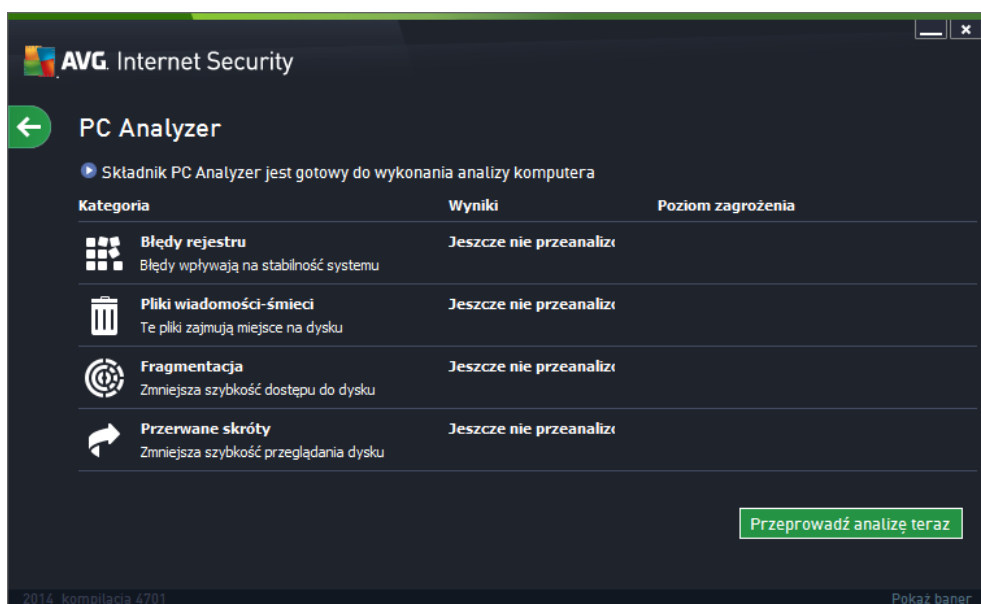 AVG. Internet Security
PC Analyzer
Składnik PC Analyzer jest gotowy do wykonania analizy komputera
Kategoria Wyniki Poziom zagrożenia
Błędy rejestru Jeszcze nie przeanalizo
Błędy wpływają na stabilność systemu
Pliki wiadomości-śmieci Jeszcze nie przeanalizo
Te pliki zajmują miejsce na dysku
Fragmentacja Jeszcze nie przeanalizo
Zmniejsza szybkość dostępu do dysku
Przerwane skróty Jeszcze nie przeanalizo
Zmniejsza szybkość przeglądania dysku
Przeprowadź analizę teraz
2014 kompilacja 4701 Pokaż baner